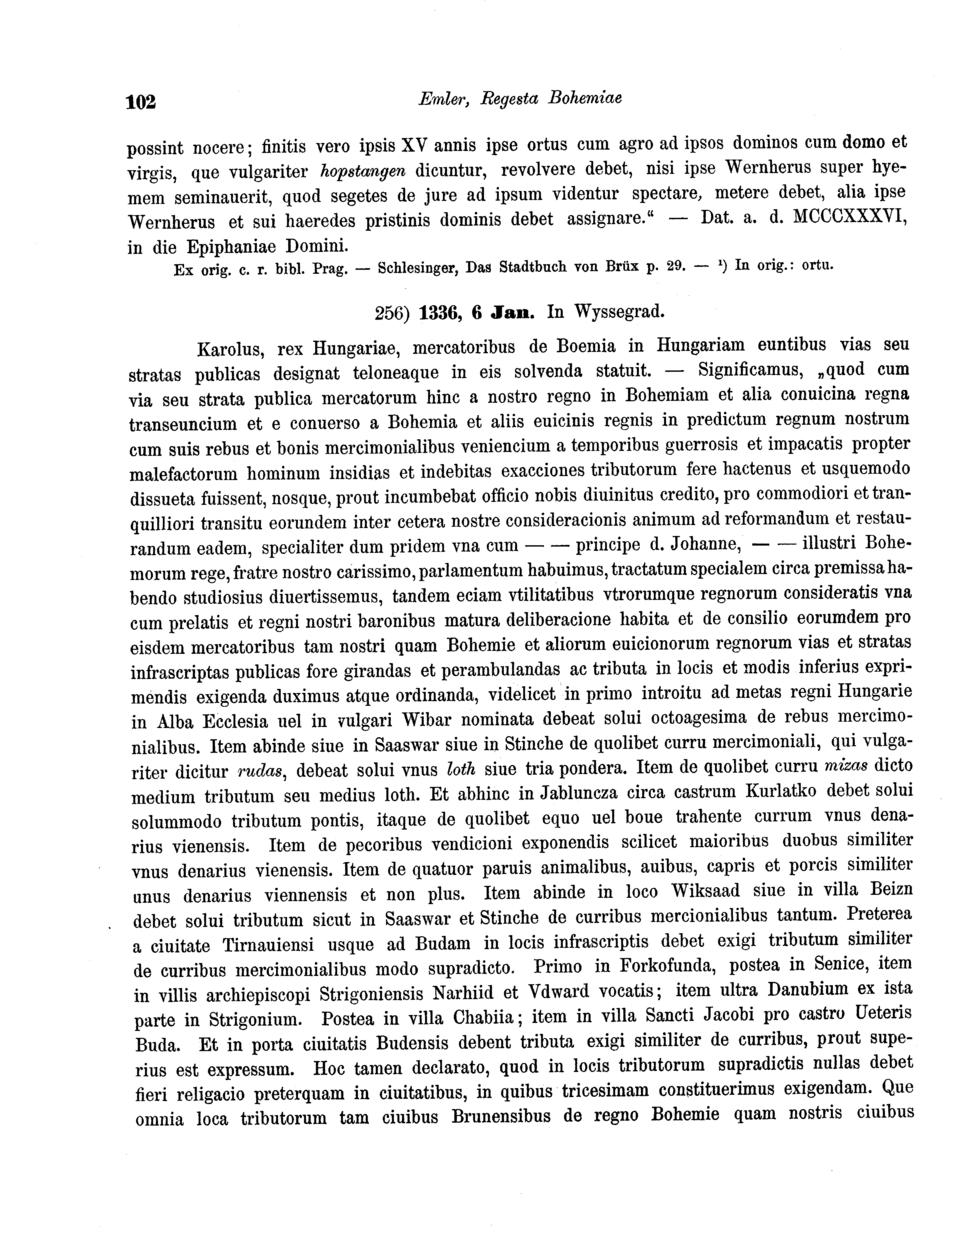 102
Emler, Regesta Bohemiae
possint nocere; finitis vero ipsis XV annis ipse ortus cum agro ad ipsos dominos cum domo et
virgis, que vulgariter hopstangen dicuntur, revolvere debet, nisi ipse Wernherus super hye-
mem seminauerit, quod segetes de jure ad ipsum videntur spectare, metere debet, alia ipse
Wernherus et sui haeredes pristinis dominis debet assignare.“ — Dat. a. d. MCCCXXXVI,
in die Epiphaniae Domini.
Ex orig. c. r. bibl. Prag. — Schlesinger, Das Stadtbuch von Brüx p. 29. — ¹) In orig.: ortu.
256) 1336, 6 Jan. In Wyssegrad.
Karolus, rex Hungariae, mercatoribus de Boemia in Hungariam euntibus vias seu
stratas publicas designat teloneaque in eis solvenda statuit. — Significamus, „quod cum
via seu strata publica mercatorum hinc a nostro regno in Bohemiam et alia conuicina regna
transeuncium et e conuerso a Bohemia et aliis euicinis regnis in predictum regnum nostrum
cum suis rebus et bonis mercimonialibus veniencium a temporibus guerrosis et impacatis propter
malefactorum hominum insidias et indebitas exacciones tributorum fere hactenus et usquemodo
dissueta fuissent, nosque, prout incumbebat officio nobis diuinitus credito, pro commodiori et tran-
quilliori transitu eorundem inter cetera nostre consideracionis animum ad reformandum et restau-
randum eadem, specialiter dum pridem vna cum — — principe d. Johanne, — — illustri Bohe-
morum rege, fratre nostro carissimo, parlamentum habuimus, tractatum specialem circa premissa ha-
bendo studiosius diuertissemus, tandem eciam vtilitatibus vtrorumque regnorum consideratis vna
cum prelatis et regni nostri baronibus matura deliberacione habita et de consilio eorumdem pro
eisdem mercatoribus tam nostri quam Bohemie et aliorum euicionorum regnorum vias et stratas
infrascriptas publicas fore girandas et perambulandas ac tributa in locis et modis inferius expri-
mendis exigenda duximus atque ordinanda, videlicet in primo introitu ad metas regni Hungarie
in Alba Ecclesia uel in vulgari Wibar nominata debeat solui octoagesima de rebus mercimo-
nialibus. Item abinde siue in Saaswar siue in Stinche de quolibet curru mercimoniali, qui vulga-
riter dicitur rudas, debeat solui vnus loth siue tria pondera. Item de quolibet curru mizas dicto
medium tributum seu medius loth. Et abhinc in Jabluncza circa castrum Kurlatko debet solui
solummodo tributum pontis, itaque de quolibet equo uel boue trahente currum vnus dena-
rius vienensis. Item de pecoribus vendicioni exponendis scilicet maioribus duobus similiter
vnus denarius vienensis. Item de quatuor paruis animalibus, auibus, capris et porcis similiter
unus denarius viennensis et non plus. Item abinde in loco Wiksaad siue in villa Beizn
debet solui tributum sicut in Saaswar et Stinche de curribus mercionialibus tantum. Preterea
a ciuitate Tirnauiensi usque ad Budam in locis infrascriptis debet exigi tributum similiter
de curribus mercimonialibus modo supradicto. Primo in Forkofunda, postea in Senice, item
in villis archiepiscopi Strigoniensis Narhiid et Vdward vocatis; item ultra Danubium ex ista
parte in Strigonium. Postea in villa Chabiia; item in villa Sancti Jacobi pro castro Ueteris
Buda. Et in porta ciuitatis Budensis debent tributa exigi similiter de curribus, prout supe-
rius est expressum. Hoc tamen declarato, quod in locis tributorum supradictis nullas debet
fieri religacio preterquam in ciuitatibus, in quibus tricesimam constituerimus exigendam. Que
omnia loca tributorum tam ciuibus Brunensibus de regno Bohemie quam nostris ciuibus